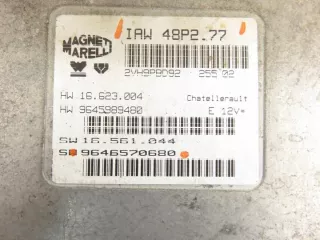 MAGNETI MARELLI
IAW 48P2.77
2VW9P8D92 255 02
HW 16.623.004 Chatellerault
HW 9645989480 E 12V*
SW 16.561.044
SW 9646570680